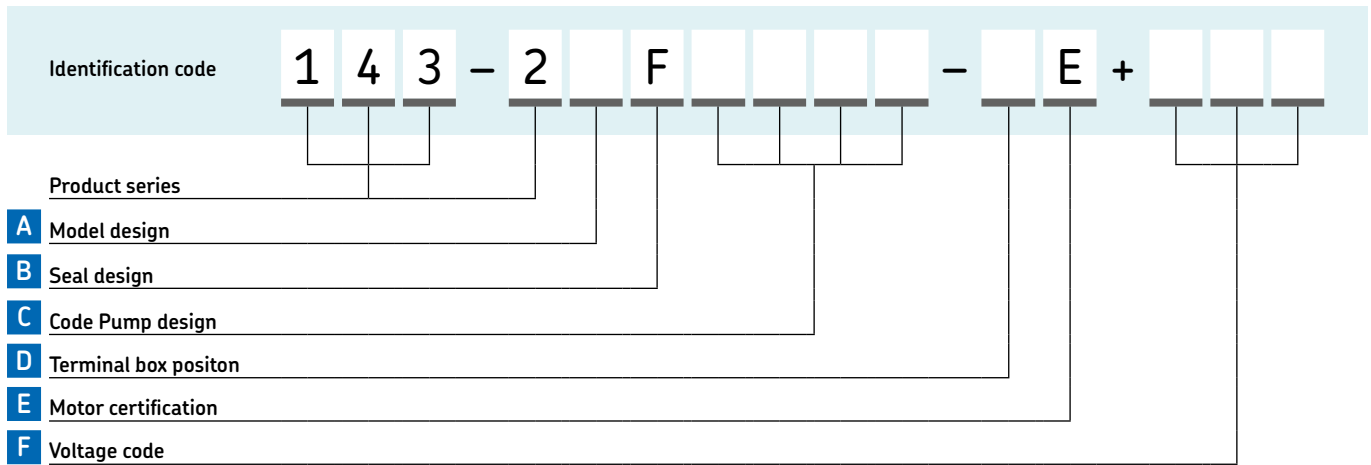 Identification code 1 4 3 – 2 F – E +
Product series
A Model design
B Seal design
C Code Pump design
D Terminal box positon
E Motor certification
F Voltage code